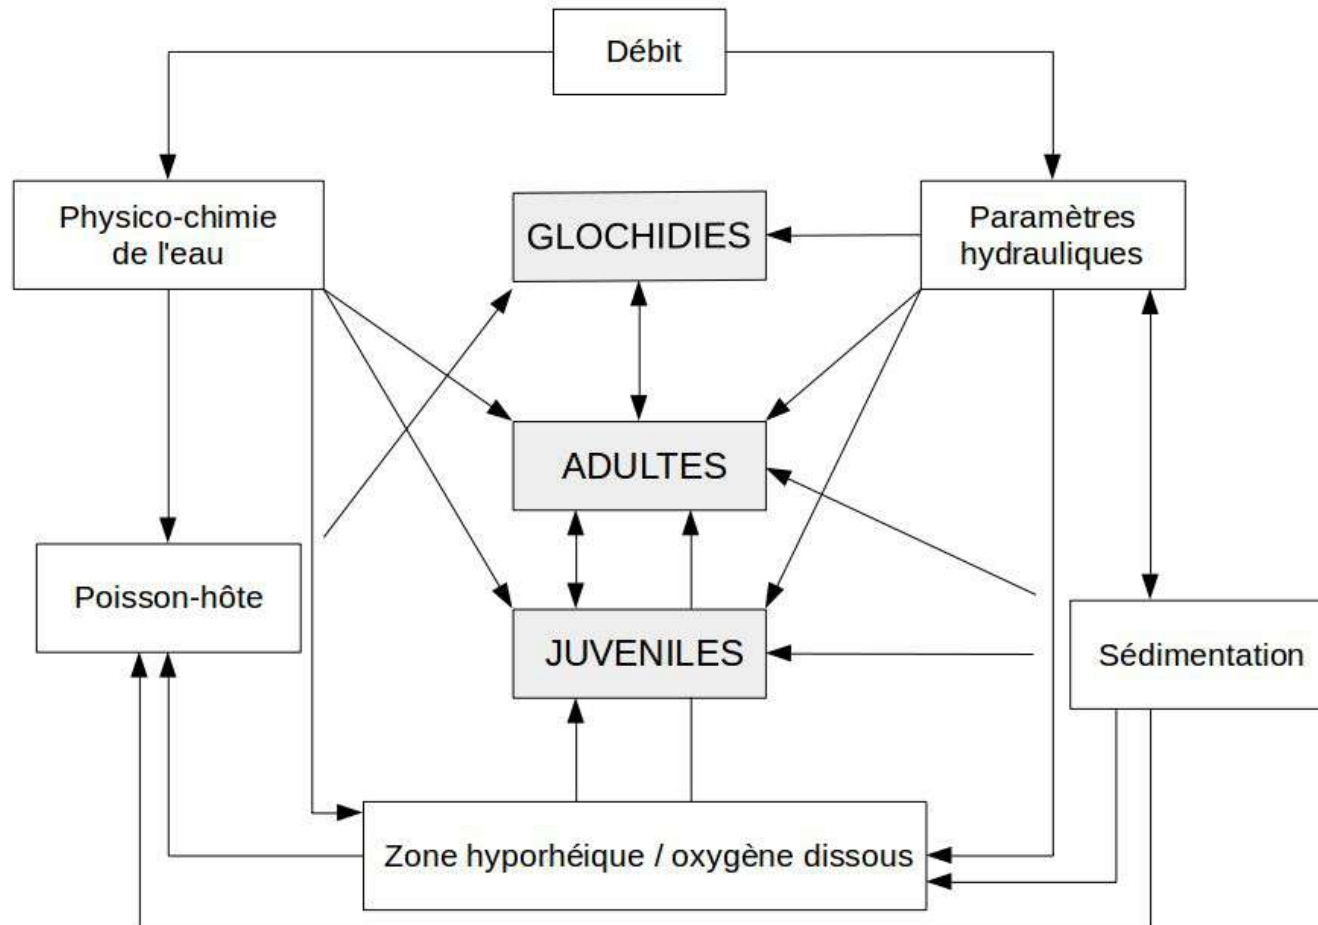 Débit
Physico-chimie
de l'eau
GLOCHIDIES
Paramètres
hydrauliques
ADULTES
Poisson-hôte
JUVENILES
Sédimentation
Zone hyporhéique / oxygène dissous